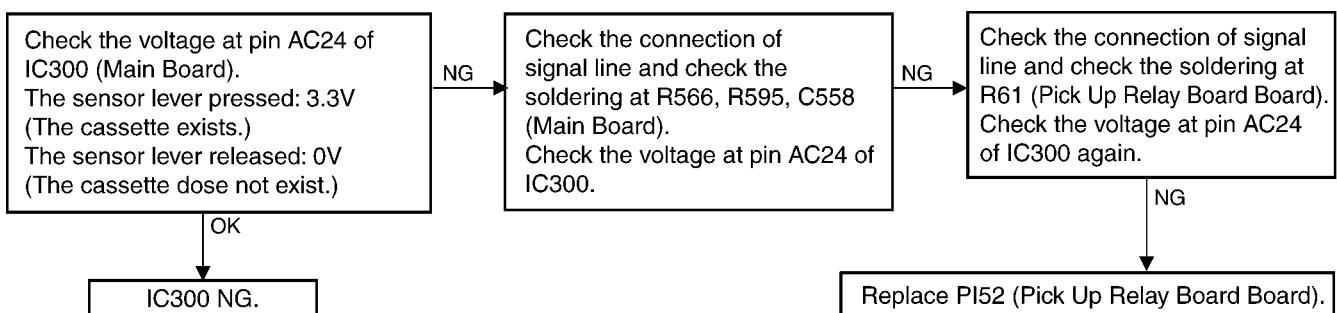 Check the voltage at pin AC24 of
IC300 (Main Board).
The sensor lever pressed: 3.3V
(The cassette exists.)
The sensor lever released: 0V
(The cassette dose not exist.)
NG
Check the connection of
signal line and check the
soldering at R566, R595, C558
(Main Board).
Check the voltage at pin AC24 of
IC300.
NG
Check the connection of signal
line and check the soldering at
R61 (Pick Up Relay Board Board).
Check the voltage at pin AC24
of IC300 again.
OK
NG
IC300 NG.
Replace PI52 (Pick Up Relay Board Board).